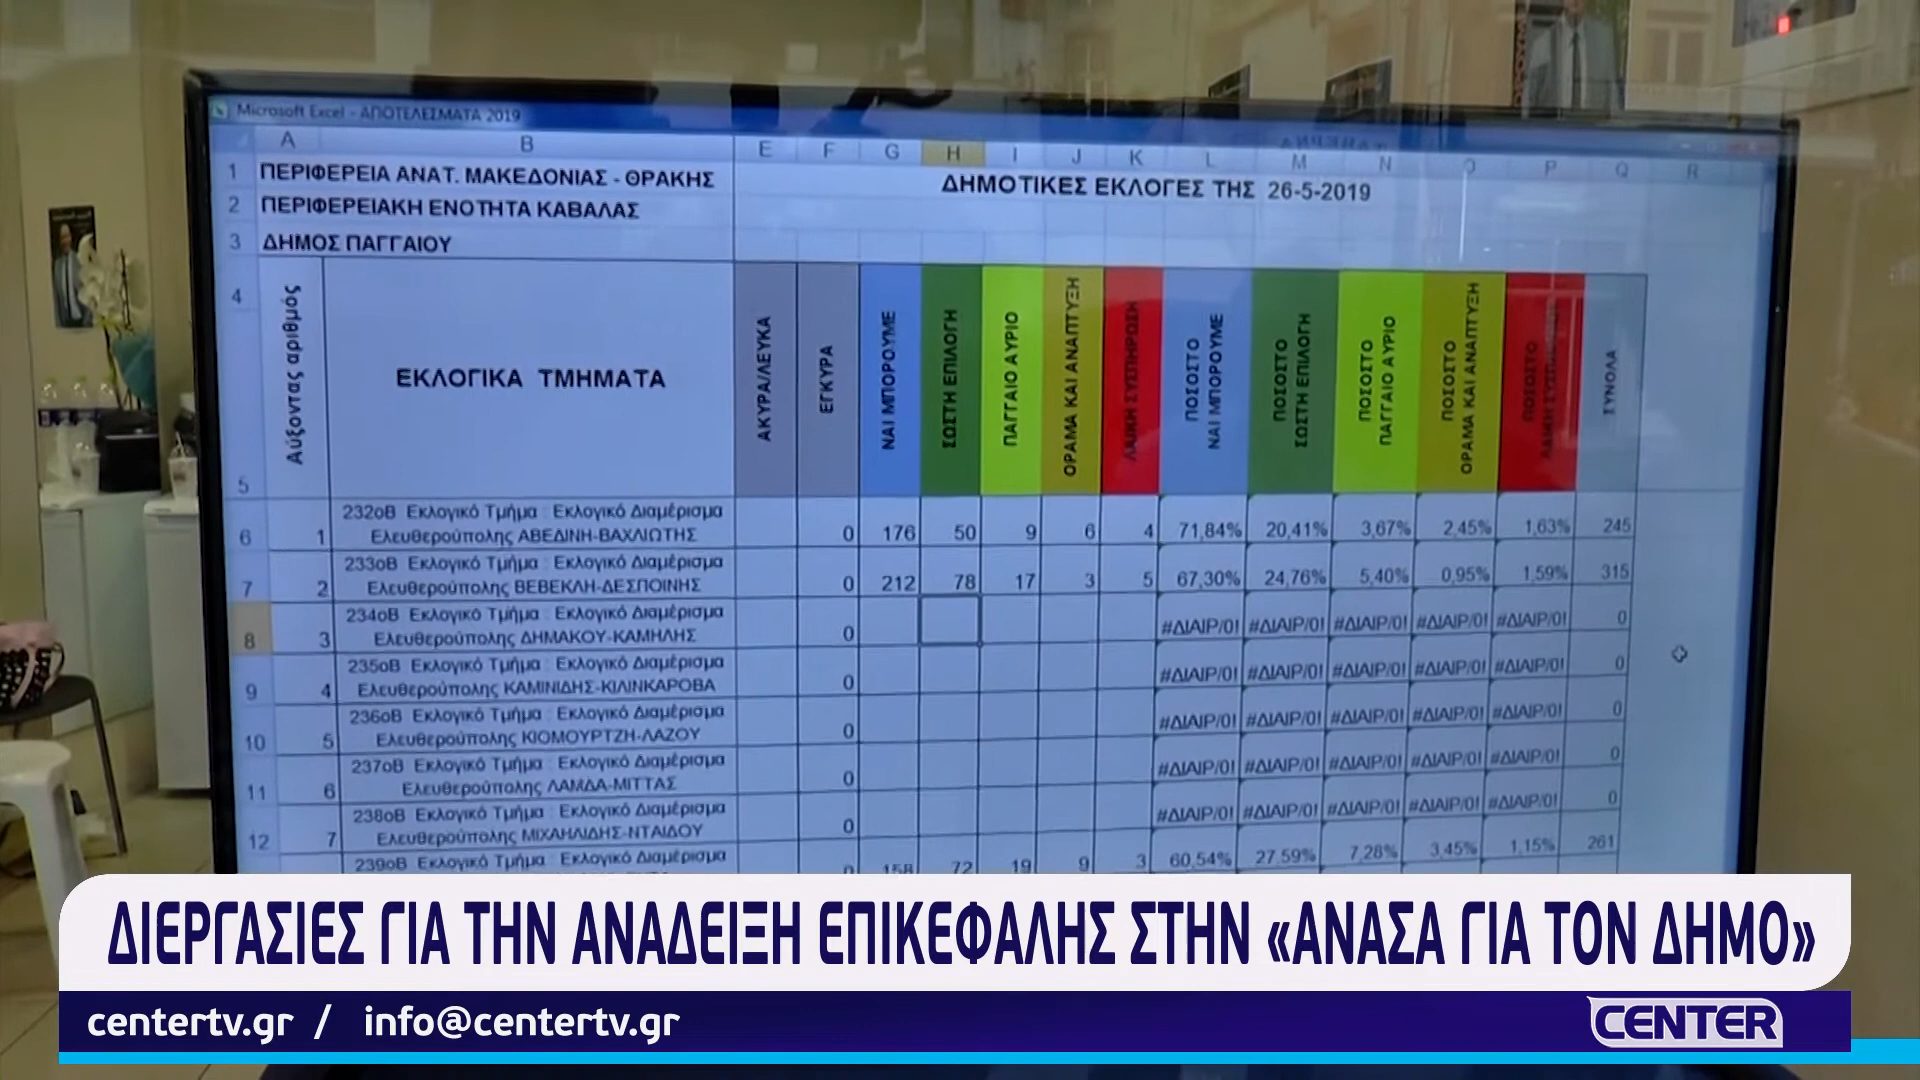 Microsoft Excel - ΑΠΟΤΕΛΕΣΜΑΤΑ 2019
A B E F G H I J K L M N O P Q R
1 ΠΕΡΙΦΕΡΕΙΑ ΑΝΑΤ. ΜΑΚΕΔΟΝΙΑΣ - ΘΡΑΚΗΣ ΔΗΜΟΤΙΚΕΣ ΕΚΛΟΓΕΣ ΤΗΣ 26-5-2019
2 ΠΕΡΙΦΕΡΕΙΑΚΗ ΕΝΟΤΗΤΑ ΚΑΒΑΛΑΣ
3 ΔΗΜΟΣ ΠΑΓΓΑΙΟΥ
4
5
Αύξοντας αριθμός
ΕΚΛΟΓΙΚΑ ΤΜΗΜΑΤΑ
ΑΚΥΡΑ/ΛΕΥΚΑ
ΕΓΚΥΡΑ
ΝΑΙ ΜΠΟΡΟΥΜΕ
ΣΩΣΤΗ ΕΠΙΛΟΓΗ
ΠΑΓΓΑΙΟ ΑΥΡΙΟ
ΟΡΑΜΑ ΚΑΙ ΑΝΑΠΤΥΞΗ
ΛΑΙΚΗ ΣΥΣΠΕΙΡΩΣΗ
ΠΟΣΟΣΤΟ
ΝΑΙ ΜΠΟΡΟΥΜΕ
ΠΟΣΟΣΤΟ
ΣΩΣΤΗ ΕΠΙΛΟΓΗ
ΠΟΣΟΣΤΟ
ΠΑΓΓΑΙΟ ΑΥΡΙΟ
ΠΟΣΟΣΤΟ
ΟΡΑΜΑ ΚΑΙ ΑΝΑΠΤΥΞΗ
ΠΟΣΟΣΤΟ
ΣΥΝΟΛΑ
232οΒ Εκλογικό Τμήμα : Εκλογικό Διαμέρισμα
6 1 Ελευθερούπολης ΑΒΕΔΙΝΗ-ΒΑΧΛΙΩΤΗΣ 0 176 50 9 6 4 71,84% 20,41% 3,67% 2,45% 1,63% 245
233οΒ Εκλογικό Τμήμα : Εκλογικό Διαμέρισμα
7 2 Ελευθερούπολης ΒΕΒΕΚΛΗ-ΔΕΣΠΟΙΝΗΣ 0 212 78 17 3 5 67,30% 24,76% 5,40% 0,95% 1,59% 315
234οΒ Εκλογικό Τμήμα : Εκλογικό Διαμέρισμα
8 3 Ελευθερούπολης ΔΗΜΑΚΟΥ-ΚΑΜΗΛΗΣ 0 #ΔΙΑΙΡ/0! #ΔΙΑΙΡ/0! #ΔΙΑΙΡ/0! #ΔΙΑΙΡ/0! #ΔΙΑΙΡ/0! 0
235οΒ Εκλογικό Τμήμα : Εκλογικό Διαμέρισμα
9 4 Ελευθερούπολης ΚΑΜΙΝΙΔΗΣ-ΚΙΛΙΝΚΑΡΟΒΑ 0 #ΔΙΑΙΡ/0! #ΔΙΑΙΡ/0! #ΔΙΑΙΡ/0! #ΔΙΑΙΡ/0! #ΔΙΑΙΡ/0! 0
236οΒ Εκλογικό Τμήμα : Εκλογικό Διαμέρισμα
10 5 Ελευθερούπολης ΚΙΟΜΟΥΡΤΖΗ-ΛΑΖΟΥ 0 #ΔΙΑΙΡ/0! #ΔΙΑΙΡ/0! #ΔΙΑΙΡ/0! #ΔΙΑΙΡ/0! #ΔΙΑΙΡ/0! 0
237οΒ Εκλογικό Τμήμα : Εκλογικό Διαμέρισμα
11 6 Ελευθερούπολης ΛΑΜΔΑ-ΜΙΤΤΑΣ 0 #ΔΙΑΙΡ/0! #ΔΙΑΙΡ/0! #ΔΙΑΙΡ/0! #ΔΙΑΙΡ/0! #ΔΙΑΙΡ/0! 0
238οΒ Εκλογικό Τμήμα : Εκλογικό Διαμέρισμα
12 7 Ελευθερούπολης ΜΙΧΑΗΛΙΔΗΣ-ΝΤΑΙΔΟΥ 0 #ΔΙΑΙΡ/0! #ΔΙΑΙΡ/0! #ΔΙΑΙΡ/0! #ΔΙΑΙΡ/0! #ΔΙΑΙΡ/0! 0
239οΒ Εκλογικό Τμήμα : Εκλογικό Διαμέρισμα 0 158 72 19 9 3 60,54% 27,59% 7,28% 3,45% 1,15% 261
ΔΙΕΡΓΑΣΙΕΣ ΓΙΑ ΤΗΝ ΑΝΑΔΕΙΞΗ ΕΠΙΚΕΦΑΛΗΣ ΣΤΗΝ «ΑΝΑΣΑ ΓΙΑ ΤΟΝ ΔΗΜΟ»
centertv.gr / info@centertv.gr CENTER